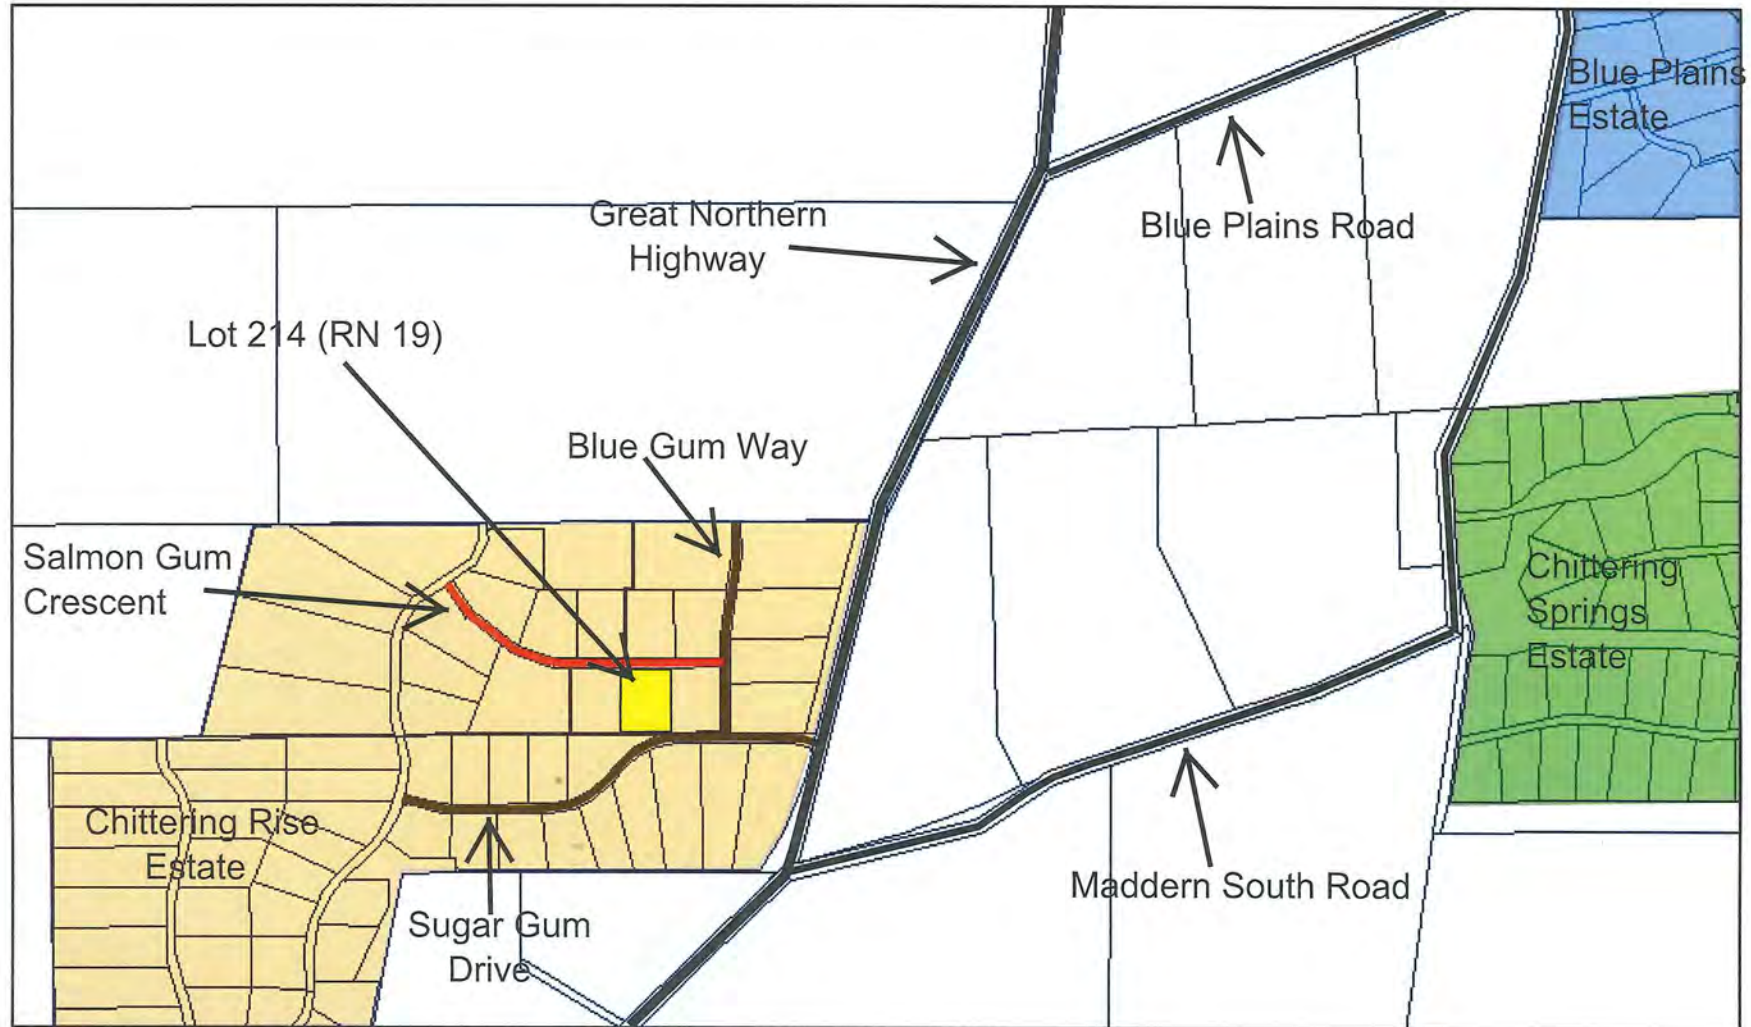 Blue Plains
Estate
Great Northern
Highway
Blue Plains Road
Lot 214 (RN 19)
Blue Gum Way
Salmon Gum
Crescent
Chittering
Springs
Estate
Chittering Rise
Estate
Maddern South Road
Sugar Gum
Drive